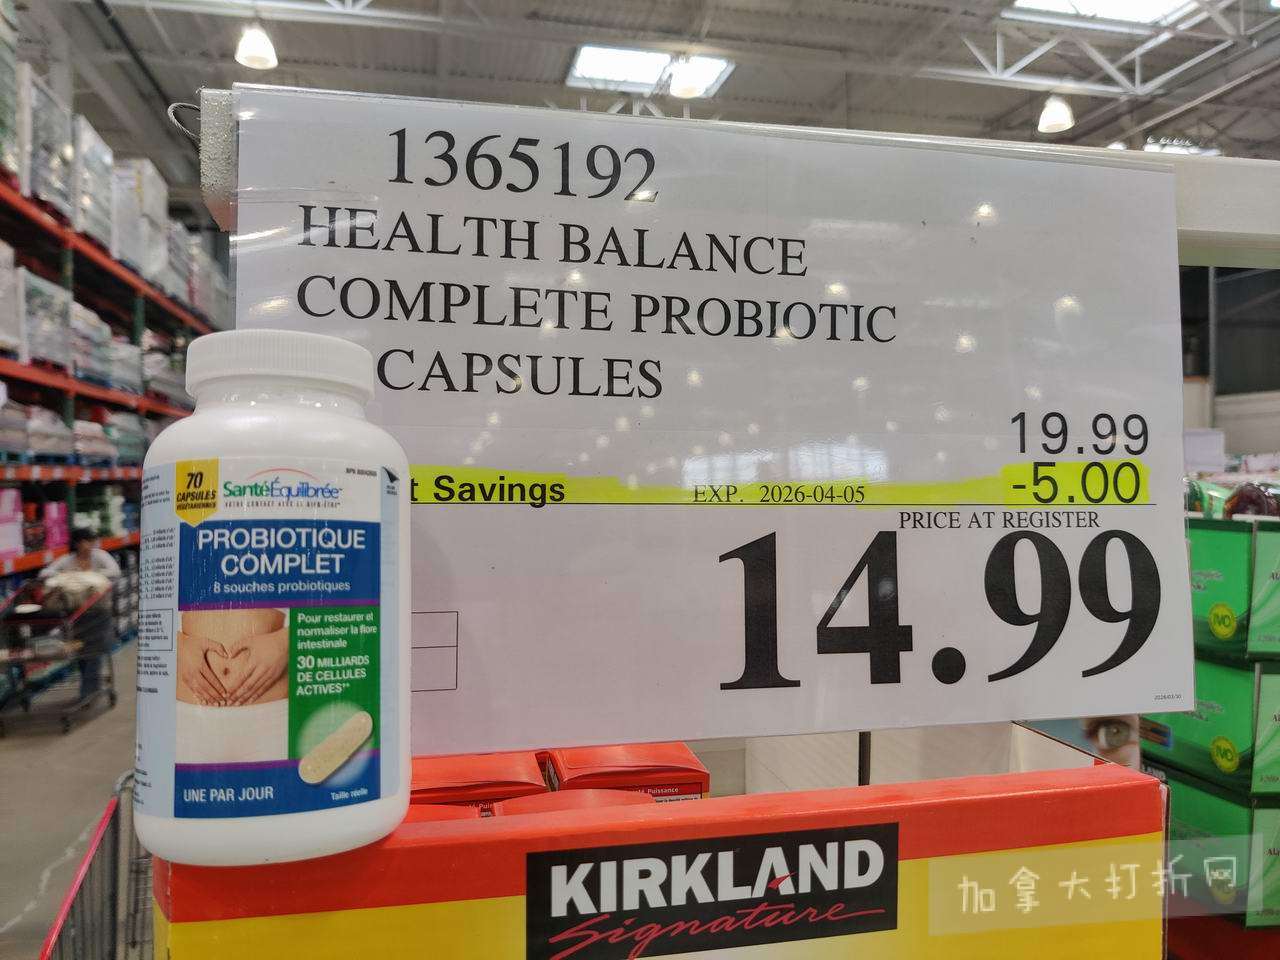 1365192
HEALTH BALANCE
COMPLETE PROBIOTIC
CAPSULES
19.99
t Savings EXP. 2026-04-05 -5.00
PRICE AT REGISTER
14.99
70
CAPSULES
VÉGÉTARIENNES
SantéÉquilibrée
PROBIOTIQUE
COMPLET
8 souches probiotiques
Pour restaurer et
normaliser la flore
intestinale
30 MILLIARDS
DE CELLULES
ACTIVES**
UNE PAR JOUR
Taille réelle
Puissance
KIRKLAND
Signature
加拿大打折网